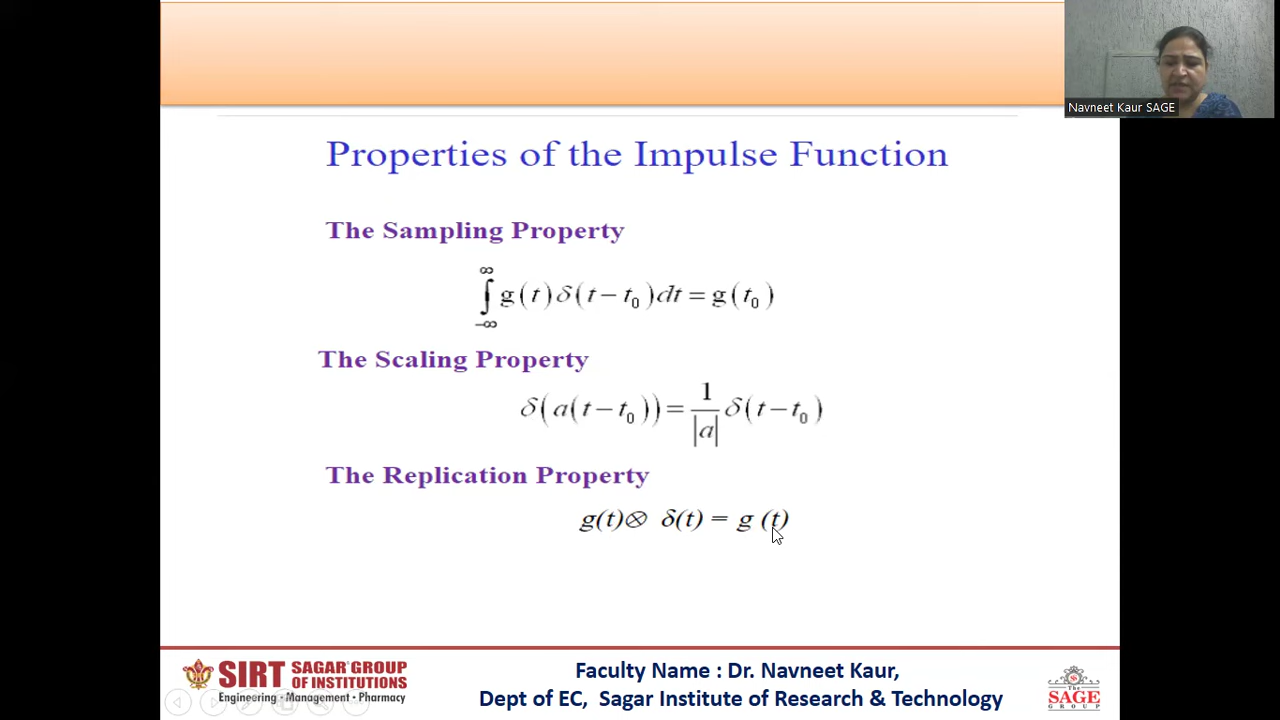 Navneet Kaur SAGE
Properties of the Impulse Function
The Sampling Property
∞
∫ g(t)δ(t−t₀)dt = g(t₀)
−∞
The Scaling Property
δ(a(t−t₀)) = 1/|a| δ(t−t₀)
The Replication Property
g(t)⊗ δ(t) = g (t)
SIRT SAGAR GROUP OF INSTITUTIONS
Engineering • Management • Pharmacy
Faculty Name : Dr. Navneet Kaur,
Dept of EC, Sagar Institute of Research & Technology
The
SAGE
GROUP